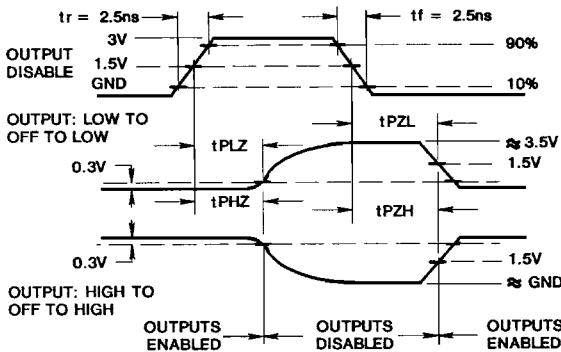 tr = 2.5ns
tf = 2.5ns
OUTPUT
DISABLE
3V
1.5V
GND
90%
10%
OUTPUT: LOW TO
OFF TO LOW
tPLZ
tPZL
≈ 3.5V
1.5V
0.3V
tPHZ
tPZH
0.3V
1.5V
≈ GND
OUTPUT: HIGH TO
OFF TO HIGH
OUTPUTS
ENABLED
OUTPUTS
DISABLED
OUTPUTS
ENABLED